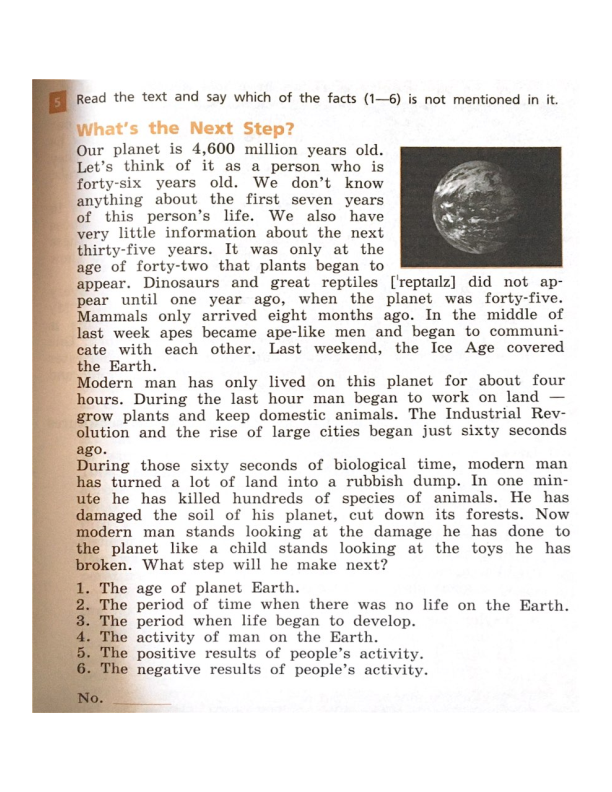 5 Read the text and say which of the facts (1—6) is not mentioned in it.
What's the Next Step?
Our planet is 4,600 million years old.
Let's think of it as a person who is
forty-six years old. We don't know
anything about the first seven years
of this person's life. We also have
very little information about the next
thirty-five years. It was only at the
age of forty-two that plants began to
appear. Dinosaurs and great reptiles [ˈreptaɪlz] did not ap-
pear until one year ago, when the planet was forty-five.
Mammals only arrived eight months ago. In the middle of
last week apes became ape-like men and began to communi-
cate with each other. Last weekend, the Ice Age covered
the Earth.
Modern man has only lived on this planet for about four
hours. During the last hour man began to work on land —
grow plants and keep domestic animals. The Industrial Rev-
olution and the rise of large cities began just sixty seconds
ago.
During those sixty seconds of biological time, modern man
has turned a lot of land into a rubbish dump. In one min-
ute he has killed hundreds of species of animals. He has
damaged the soil of his planet, cut down its forests. Now
modern man stands looking at the damage he has done to
the planet like a child stands looking at the toys he has
broken. What step will he make next?
1. The age of planet Earth.
2. The period of time when there was no life on the Earth.
3. The period when life began to develop.
4. The activity of man on the Earth.
5. The positive results of people's activity.
6. The negative results of people's activity.
No.